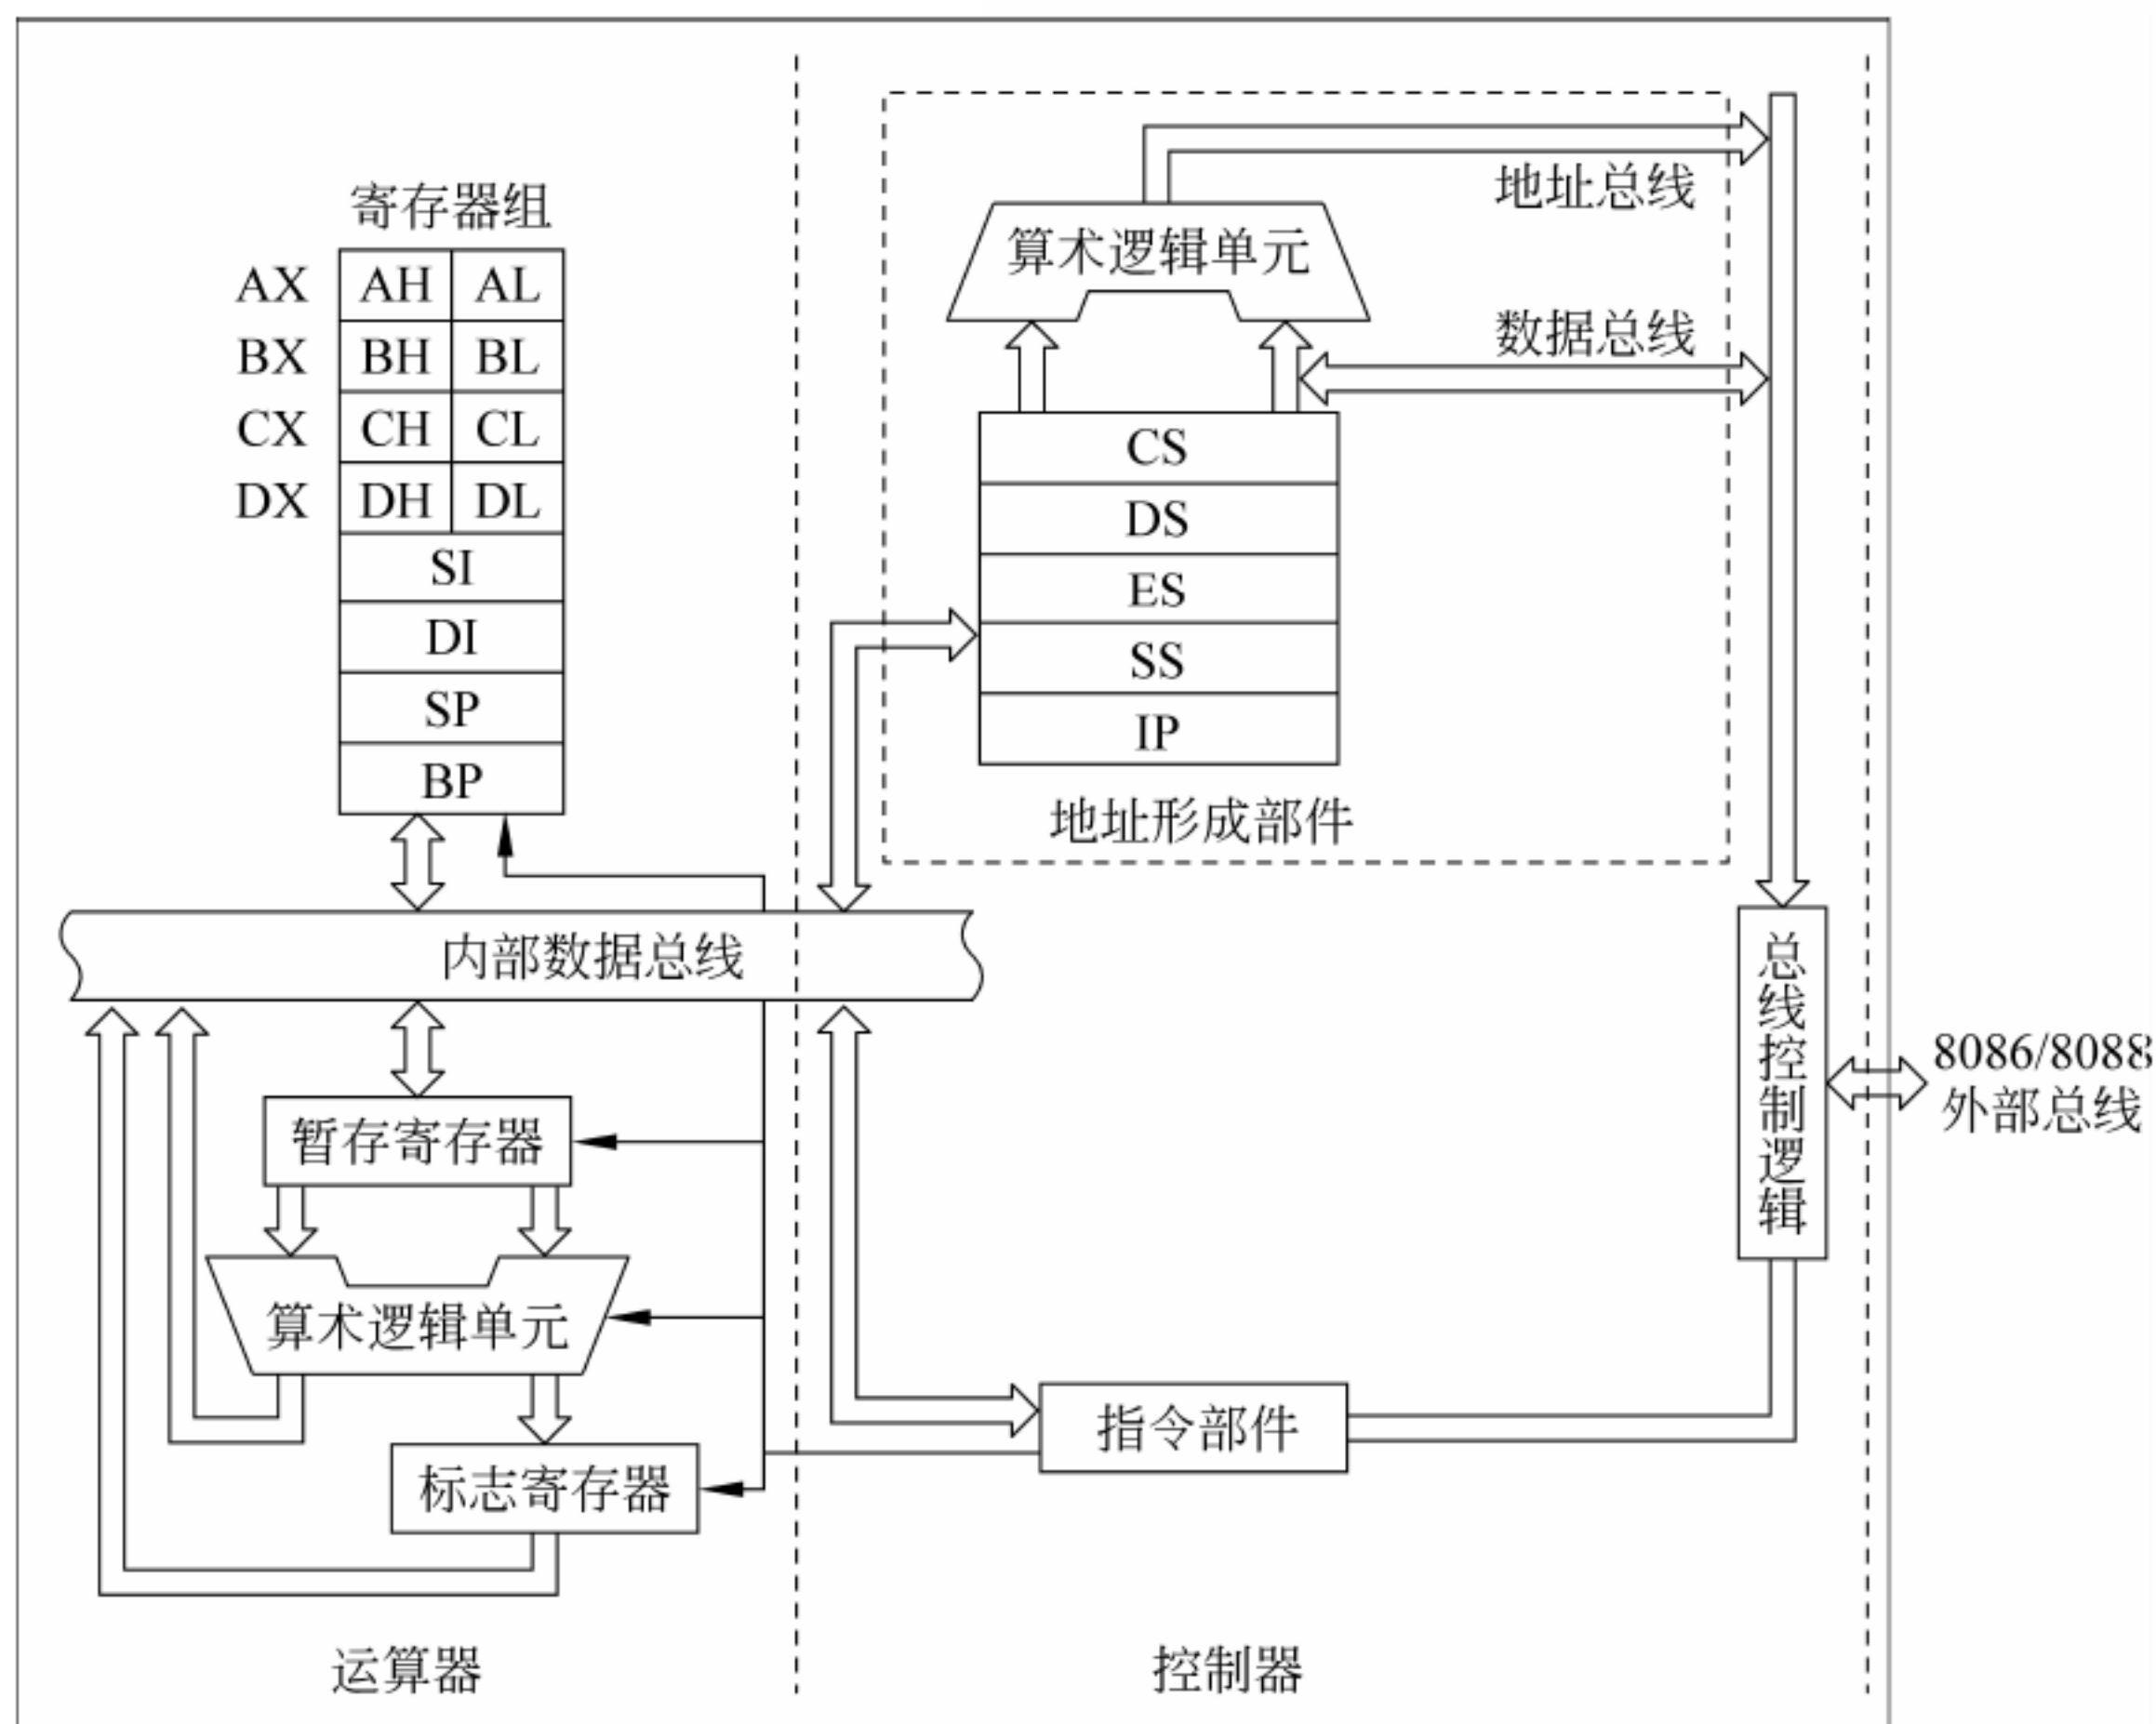 寄存器组
AX AH AL
BX BH BL
CX CH CL
DX DH DL
SI
DI
SP
BP
算术逻辑单元
地址总线
数据总线
CS
DS
ES
SS
IP
地址形成部件
内部数据总线
暂存寄存器
算术逻辑单元
标志寄存器
指令部件
总线控制逻辑
8086/8088
外部总线
运算器
控制器